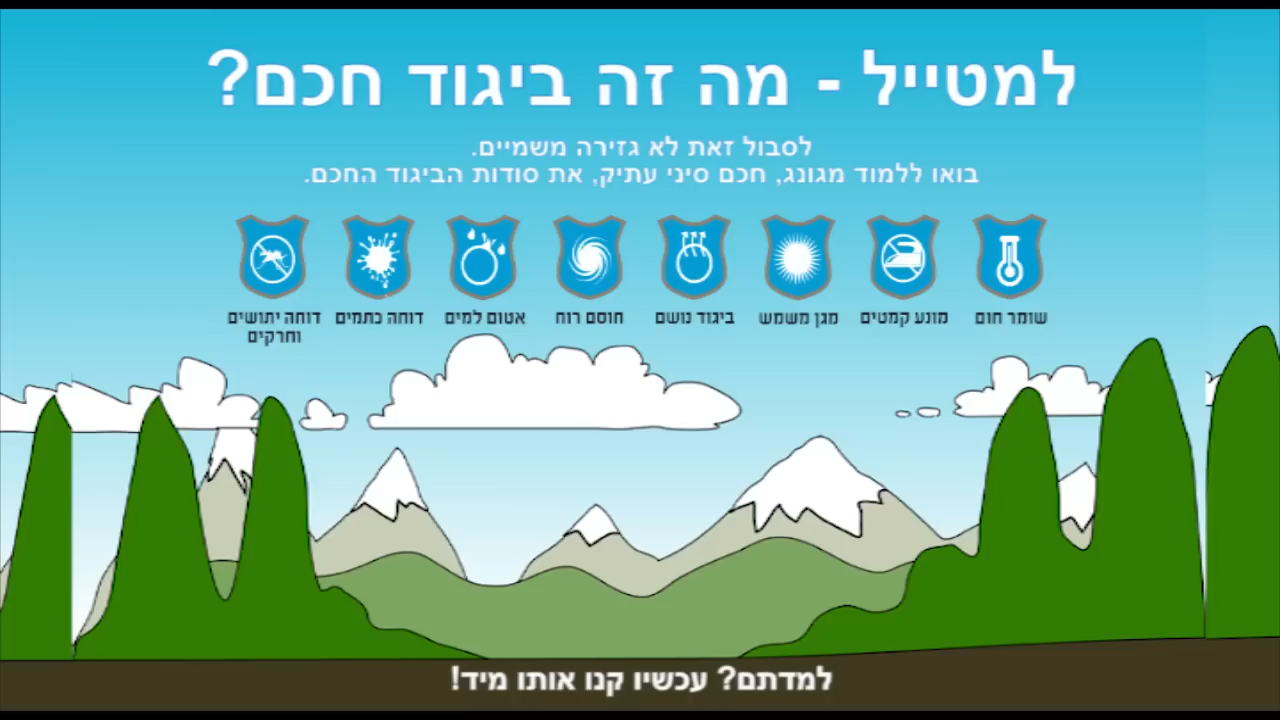 למטייל - מה זה ביגוד חכם?
לסבול זאת לא גזירה משמיים.
בואו ללמוד מגונג, חכם סיני עתיק, את סודות הביגוד החכם.
שומר חום
מונע קמטים
מגן משמש
ביגוד נושם
חוסם רוח
אטום למים
דוחה כתמים
דוחה יתושים
וחרקים
למדתם? עכשיו קנו אותו מיד!